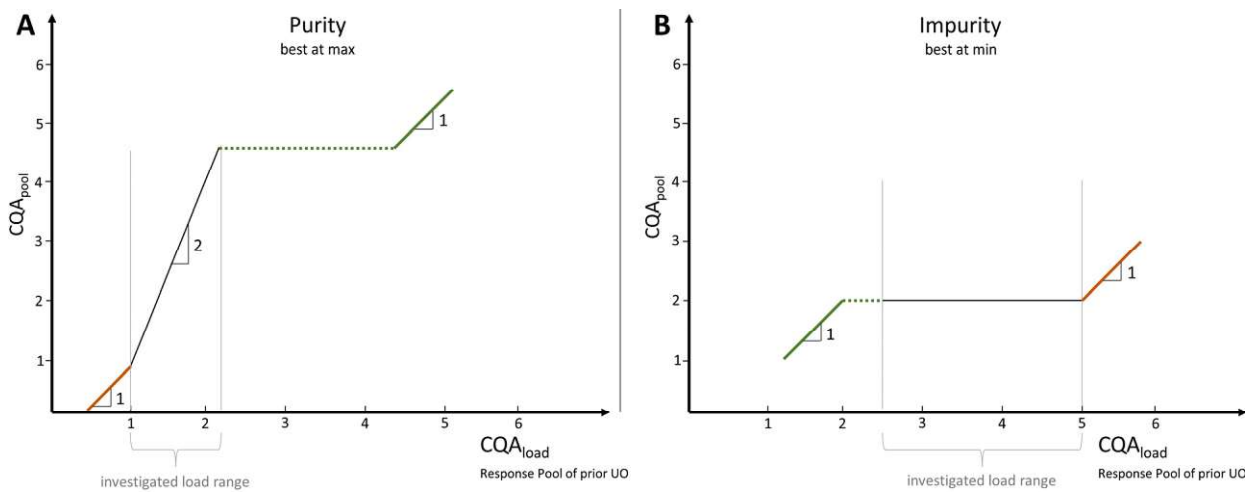 A
Purity
best at max
6
5
4
3
2
1
CQApool
1
2
1
1
2
3
4
5
6
CQAload
Response Pool of prior UO
investigated load range
B
Impurity
best at min
6
5
4
3
2
1
CQApool
1
1
1
2
3
4
5
6
CQAload
Response Pool of prior UO
investigated load range